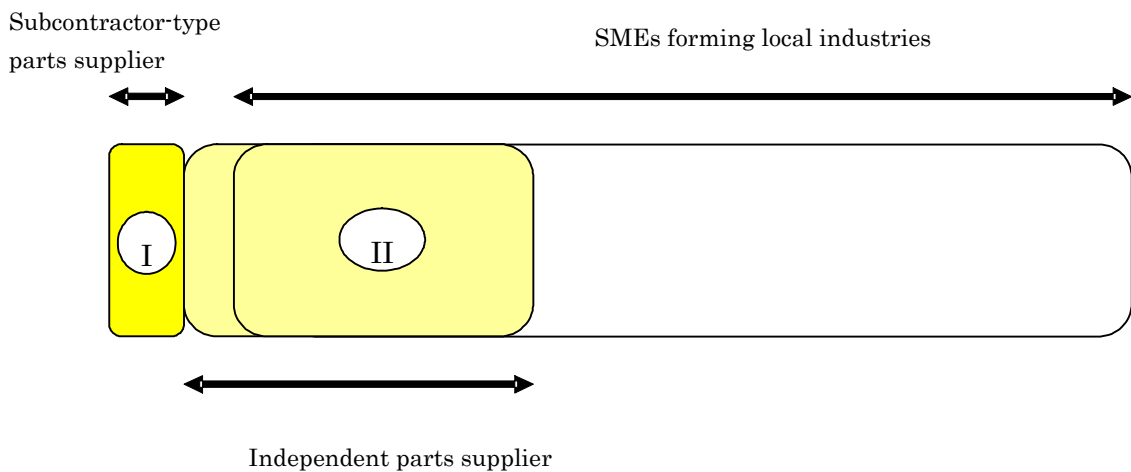 Subcontractor-type
parts supplier
SMEs forming local industries
I
II
Independent parts supplier